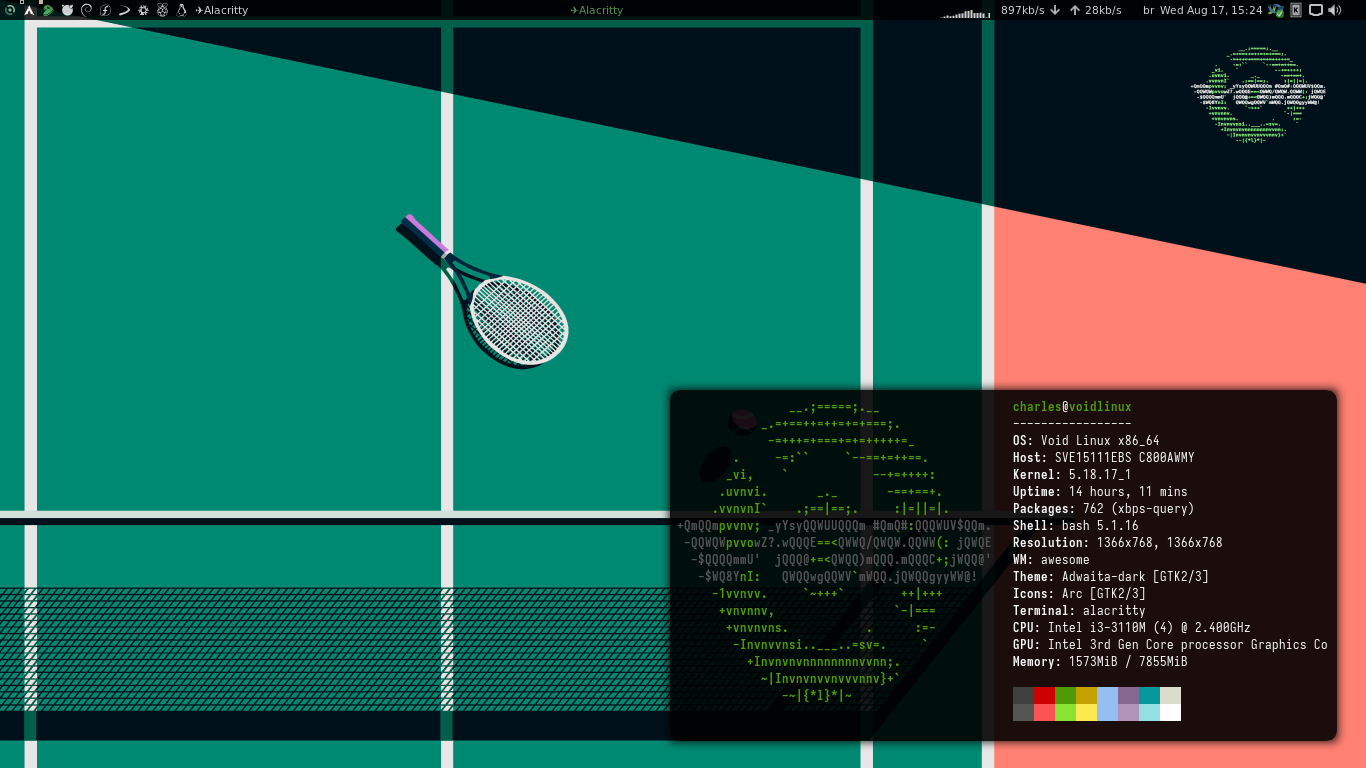 ✈Alacritty ✈Alacritty 897kb/s 28kb/s br Wed Aug 17, 15:24
charles@voidlinux
-----------------
OS: Void Linux x86_64
Host: SVE15111EBS C800AWMY
Kernel: 5.18.17_1
Uptime: 14 hours, 11 mins
Packages: 762 (xbps-query)
Shell: bash 5.1.16
Resolution: 1366x768, 1366x768
WM: awesome
Theme: Adwaita-dark [GTK2/3]
Icons: Arc [GTK2/3]
Terminal: alacritty
CPU: Intel i3-3110M (4) @ 2.400GHz
GPU: Intel 3rd Gen Core processor Graphics Co
Memory: 1573MiB / 7855MiB